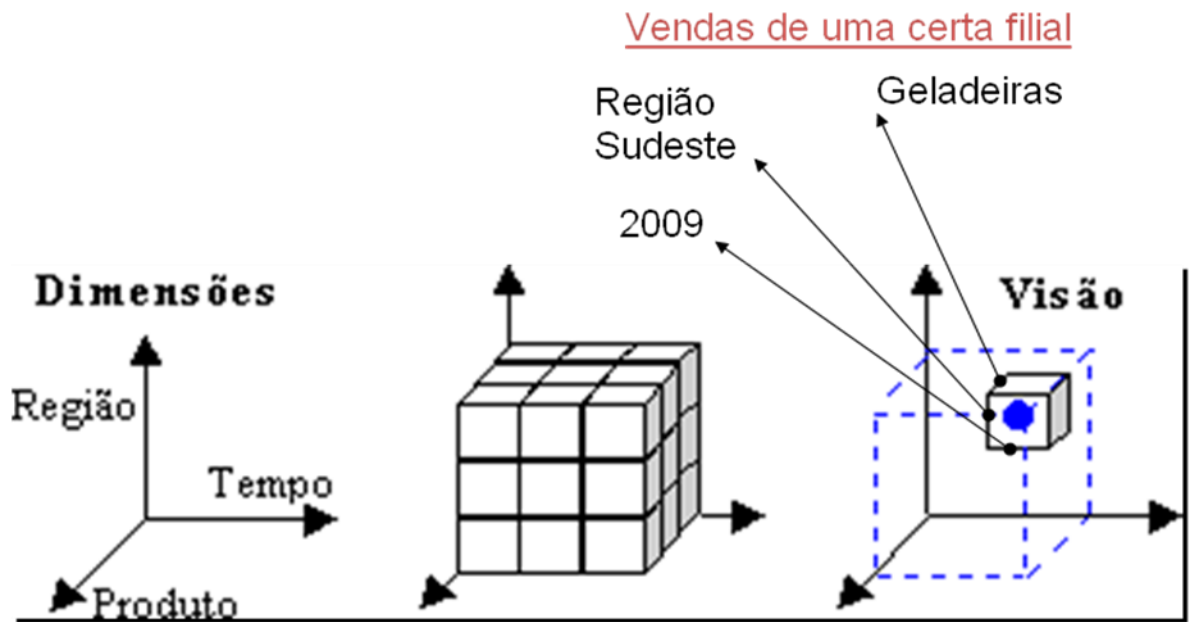 Vendas de uma certa filial
Região
Sudeste
Geladeiras
2009
Dimensões
Visão
Região
Tempo
Produto